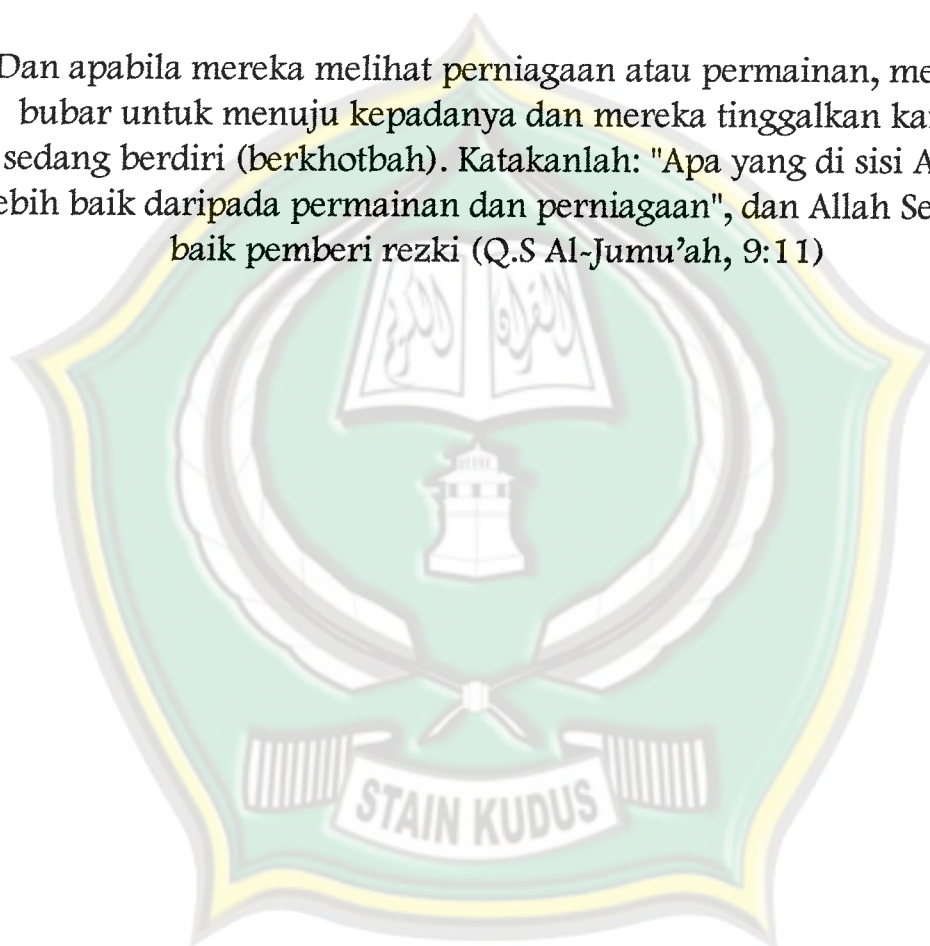 Dan apabila mereka melihat perniagaan atau permainan, me
bubar untuk menuju kepadanya dan mereka tinggalkan ka
sedang berdiri (berkhotbah). Katakanlah: "Apa yang di sisi A
ebih baik daripada permainan dan perniagaan", dan Allah Se
baik pemberi rezki (Q.S Al-Jumu’ah, 9:11)
القرآن
الكريم
STAIN KUDUS